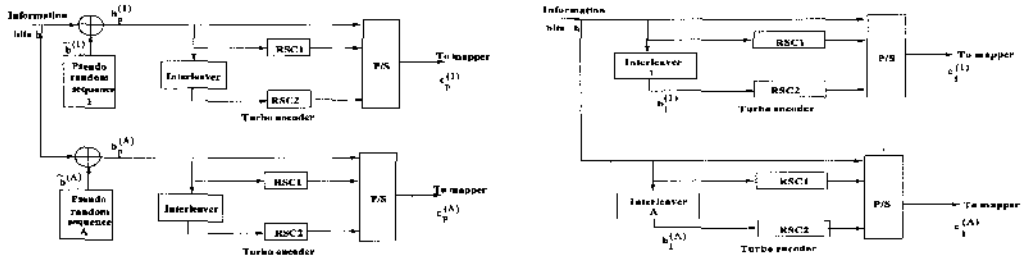 Information
bits b
b_p^(1)
b̃^(1)
Pseudo
random
sequence
1
Interleaver
RSC1
RSC2
Turbo encoder
P/S
To mapper
c_p^(1)
b_p^(A)
b̃^(A)
Pseudo
random
sequence
A
Interleaver
RSC1
RSC2
Turbo encoder
P/S
To mapper
c_p^(A)
Information
bits b
Interleaver
1
b_i^(1)
RSC1
RSC2
Turbo encoder
P/S
To mapper
c_i^(1)
Interleaver
A
b_i^(A)
RSC1
RSC2
Turbo encoder
P/S
To mapper
c_i^(A)